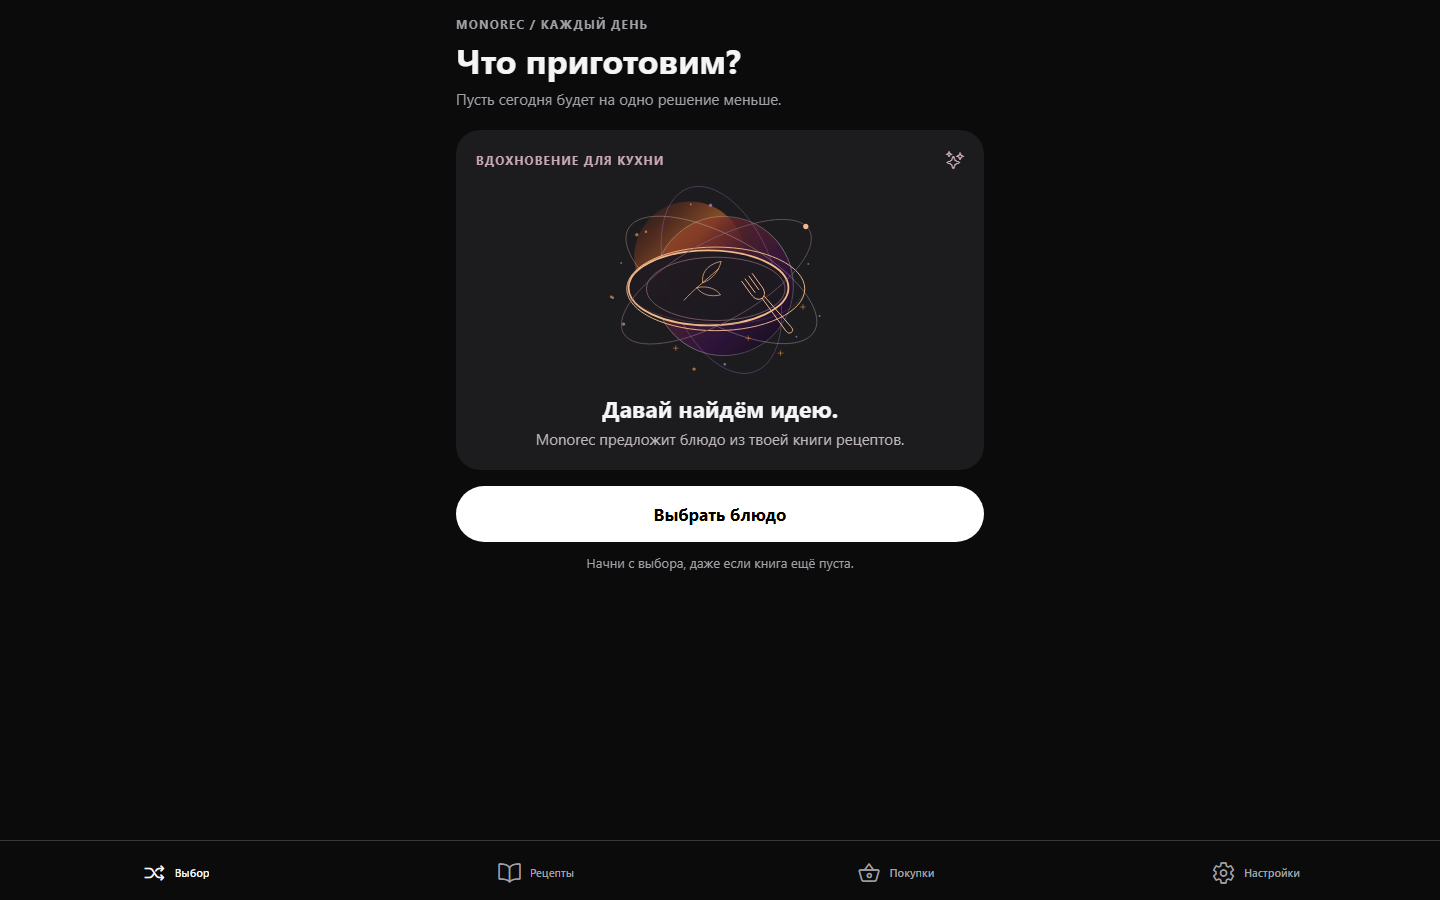 MONOREC / КАЖДЫЙ ДЕНЬ
Что приготовим?
Пусть сегодня будет на одно решение меньше.
ВДОХНОВЕНИЕ ДЛЯ КУХНИ
Давай найдём идею.
Monorec предложит блюдо из твоей книги рецептов.
Выбрать блюдо
Начни с выбора, даже если книга ещё пуста.
Выбор
Рецепты
Покупки
Настройки